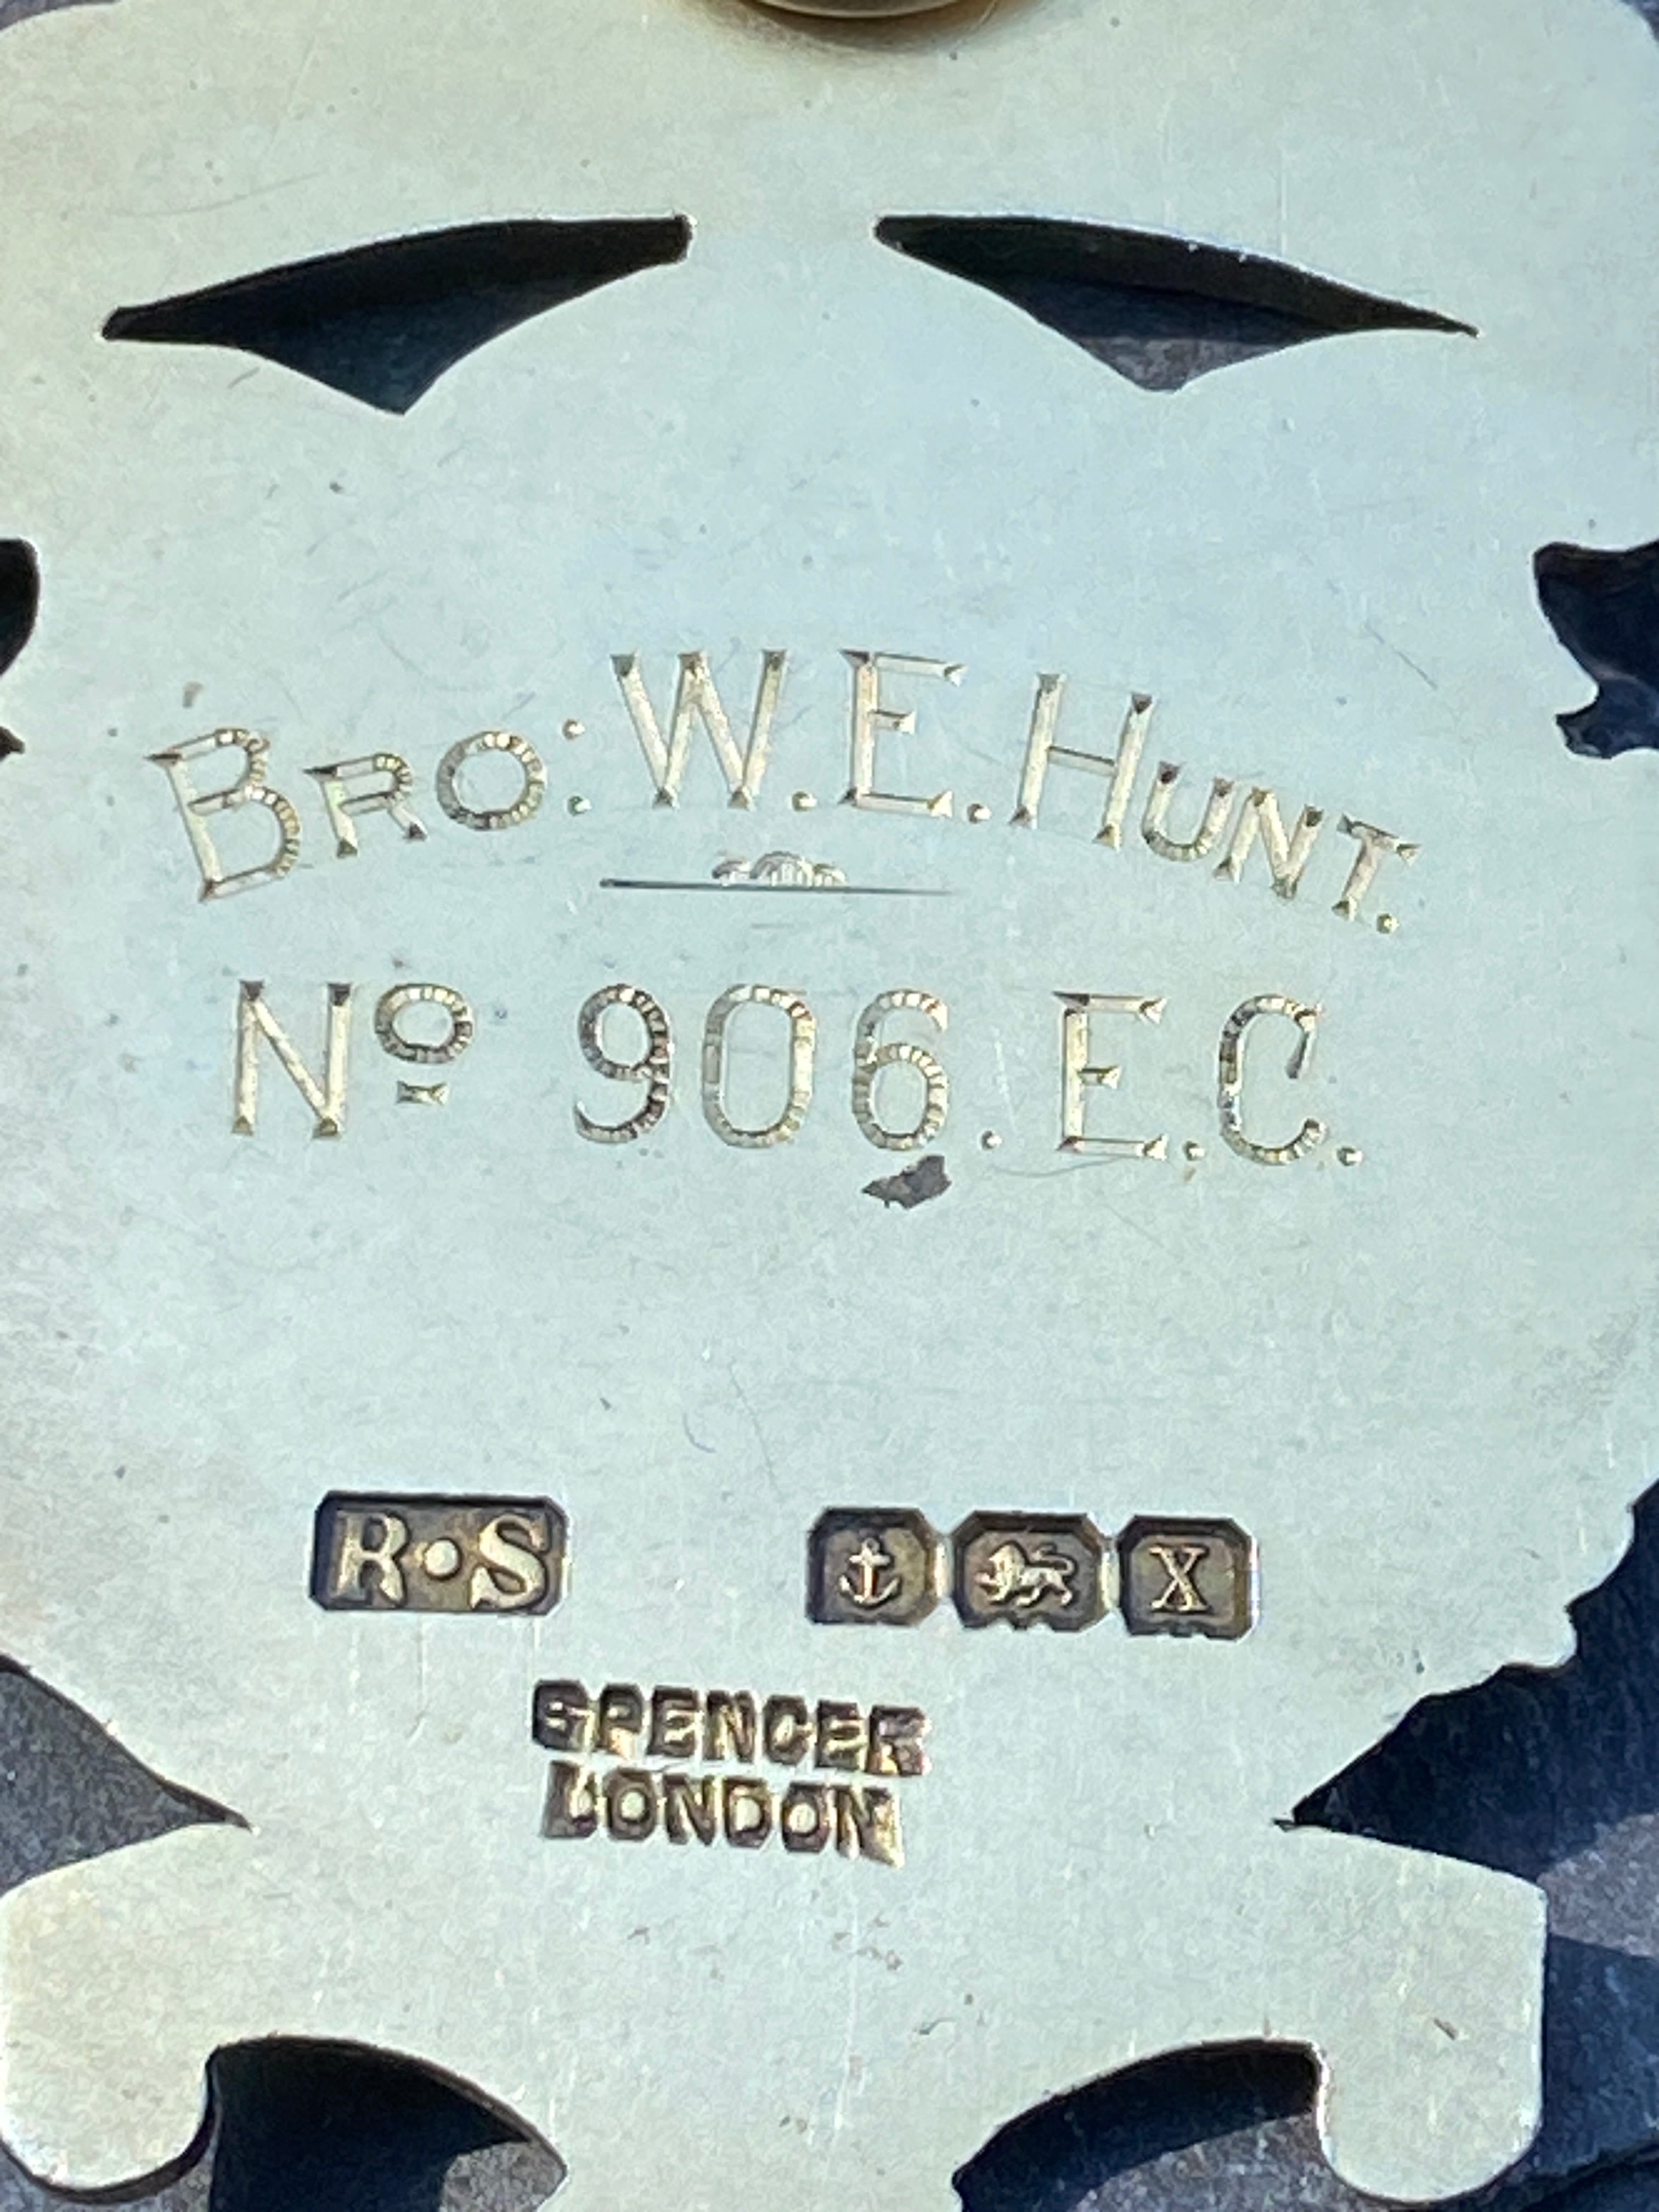 BRO: W. E. HUNT.
Nº 906. E.C.
R·S X
SPENCER
LONDON